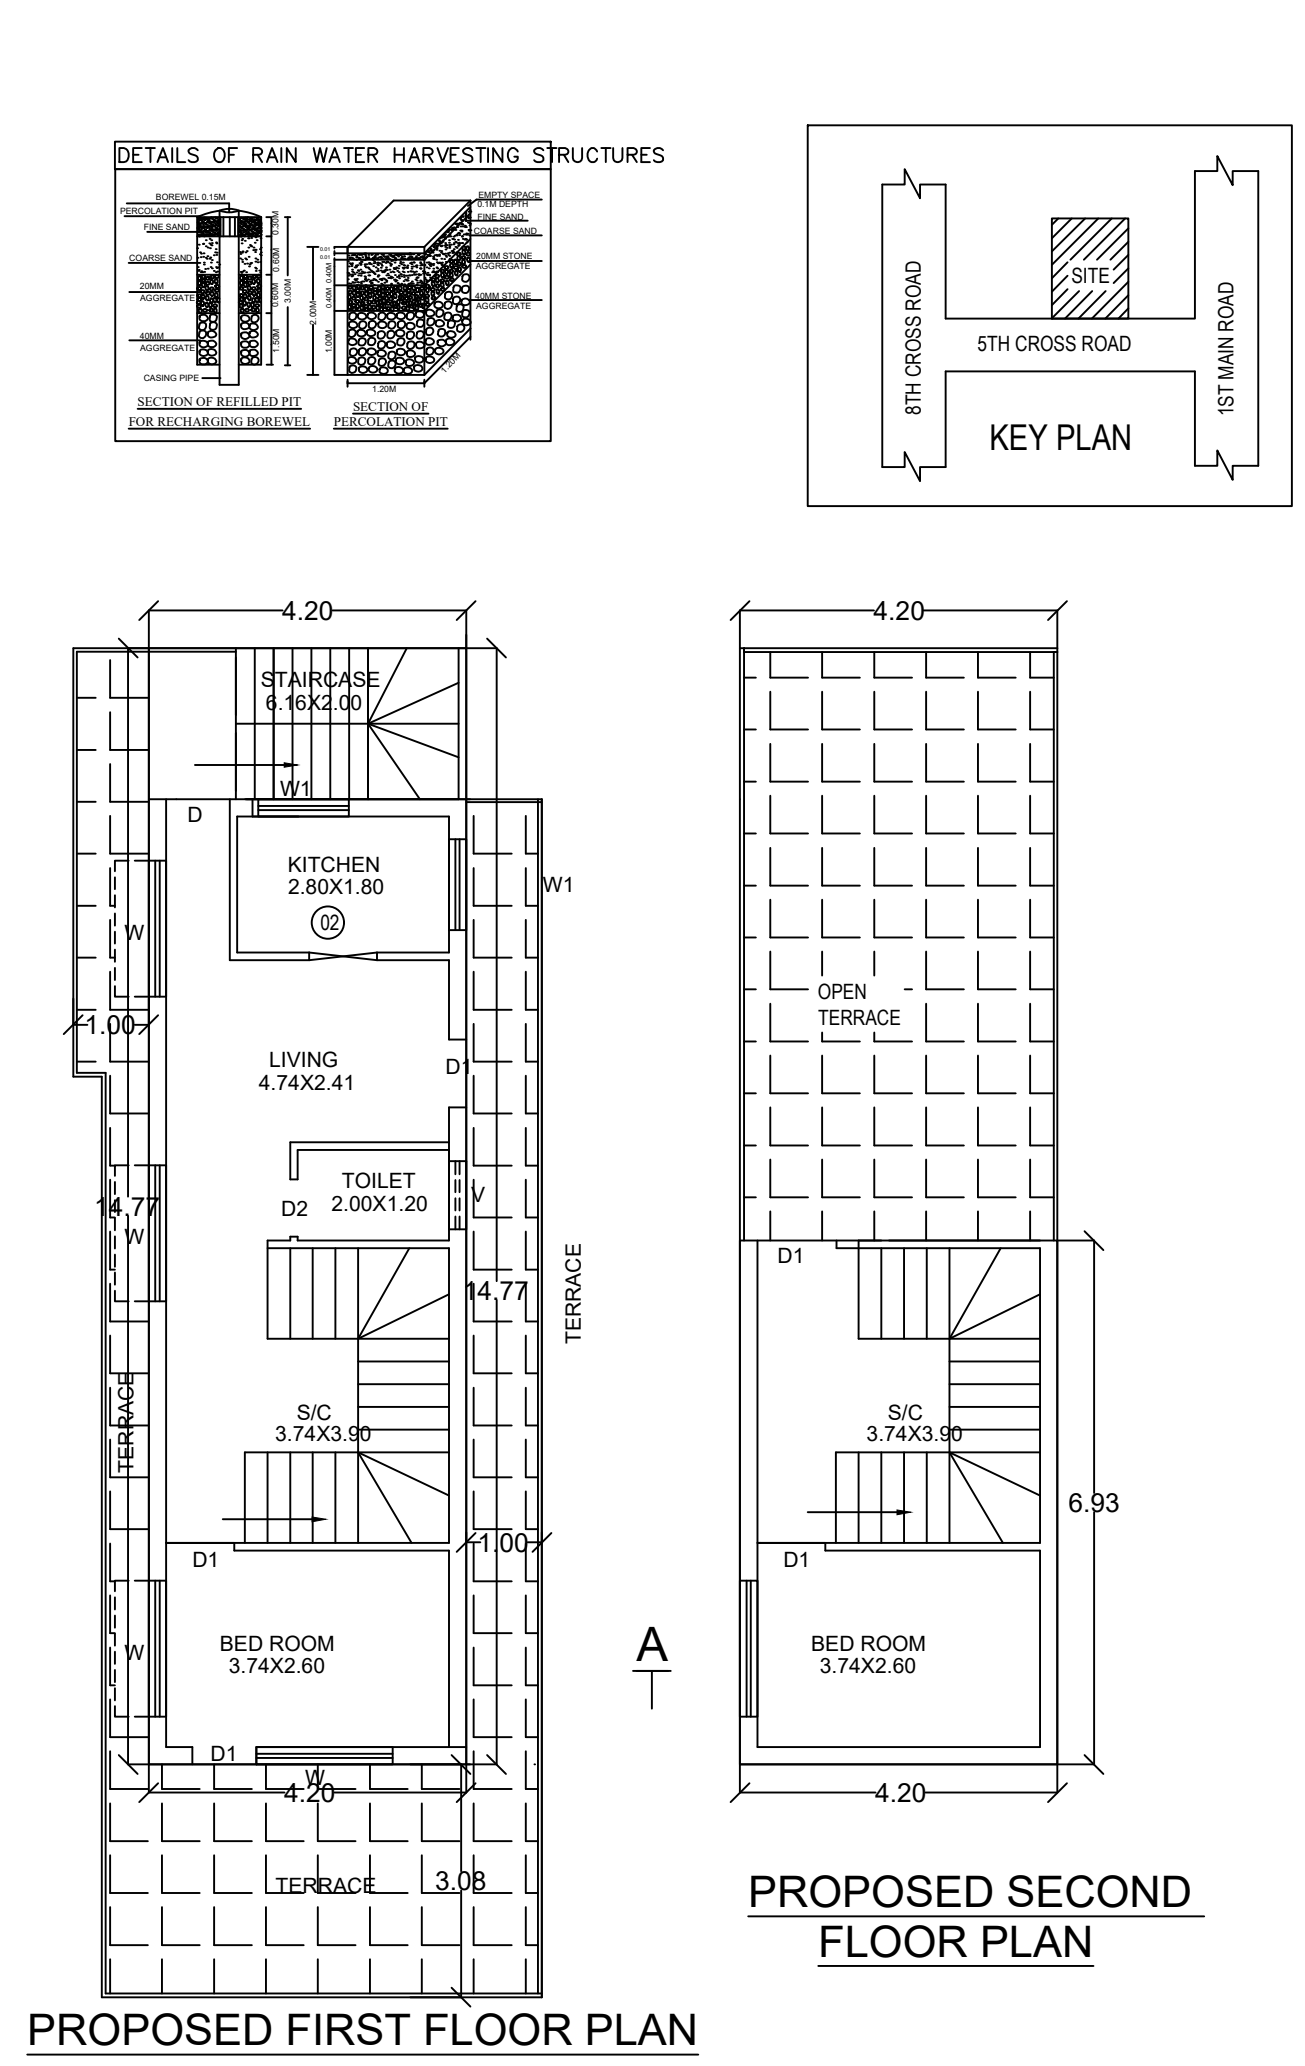 DETAILS OF RAIN WATER HARVESTING STRUCTURES
BOREWEL 0.15M
PERCOLATION PIT
FINE SAND
COARSE SAND
20MM
AGGREGATE
40MM
AGGREGATE
CASING PIPE
0.30M
0.60M
0.60M
1.50M
3.00M
SECTION OF REFILLED PIT
FOR RECHARGING BOREWEL
EMPTY SPACE
0.1M DEPTH
FINE SAND
COARSE SAND
20MM STONE
AGGREGATE
40MM STONE
AGGREGATE
0.01
0.01
0.40M
0.40M
1.00M
2.00M
1.20M
1.20M
SECTION OF
PERCOLATION PIT
8TH CROSS ROAD
SITE
5TH CROSS ROAD
1ST MAIN ROAD
KEY PLAN
4.20
STAIRCASE
6.16X2.00
W1
D
KITCHEN
2.80X1.80
02
W1
W
1.00
LIVING
4.74X2.41
D1
TOILET
2.00X1.20
D2
V
14.77
W
14.77
TERRACE
TERRACE
S/C
3.74X3.90
1.00
D1
BED ROOM
3.74X2.60
W
D1
W
4.20
TERRACE
3.08
PROPOSED FIRST FLOOR PLAN
A
4.20
OPEN
TERRACE
D1
S/C
3.74X3.90
6.93
D1
BED ROOM
3.74X2.60
4.20
PROPOSED SECOND
FLOOR PLAN